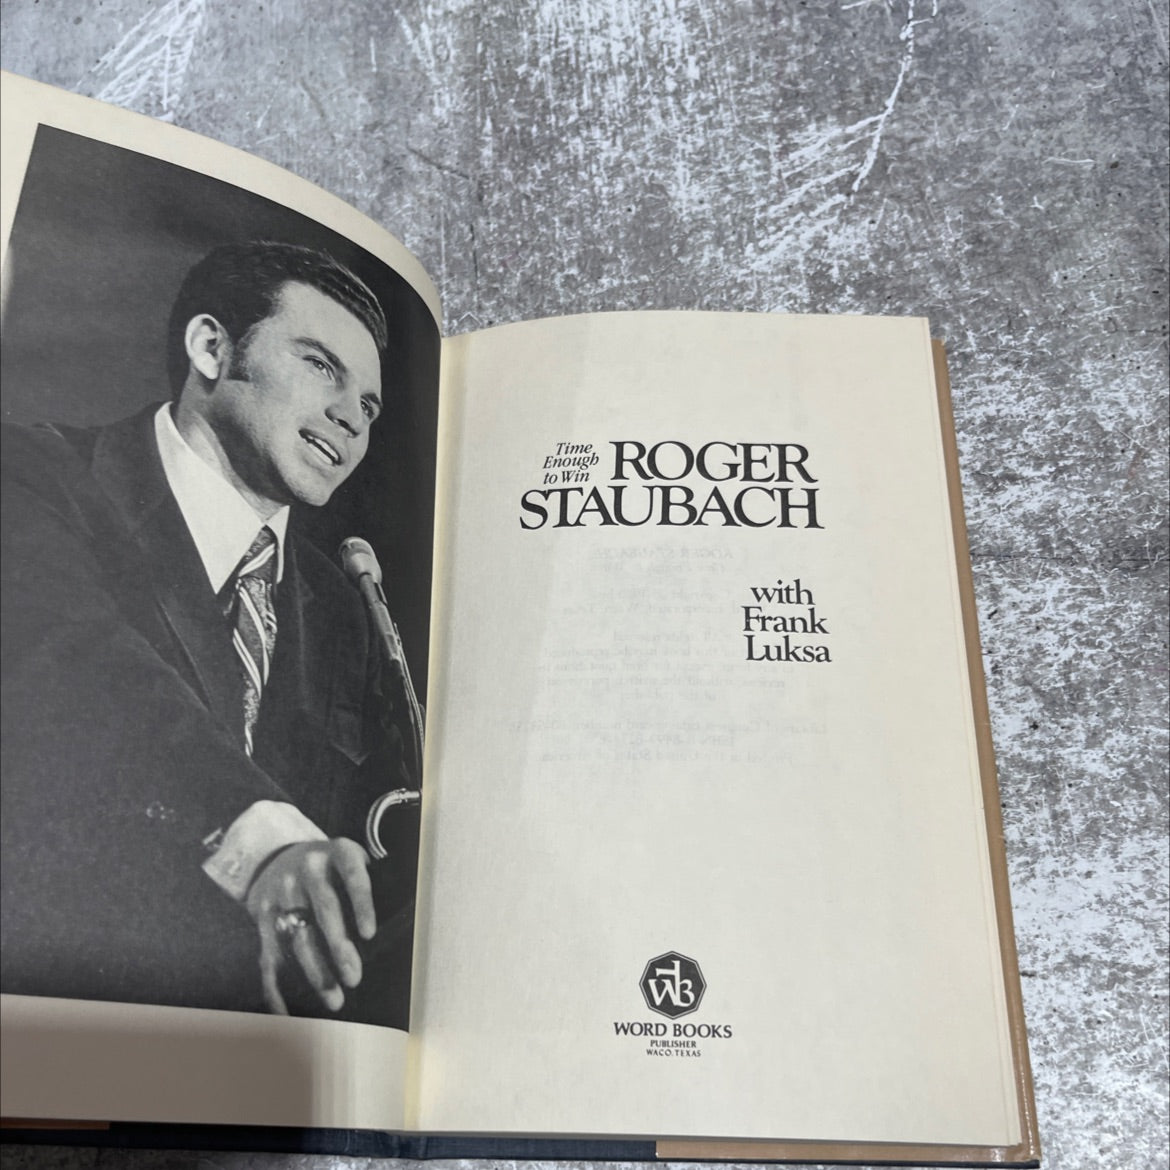 Time
Enough
to Win
ROGER
STAUBACH
with
Frank
Luksa
WB
WORD BOOKS
PUBLISHER
WACO, TEXAS